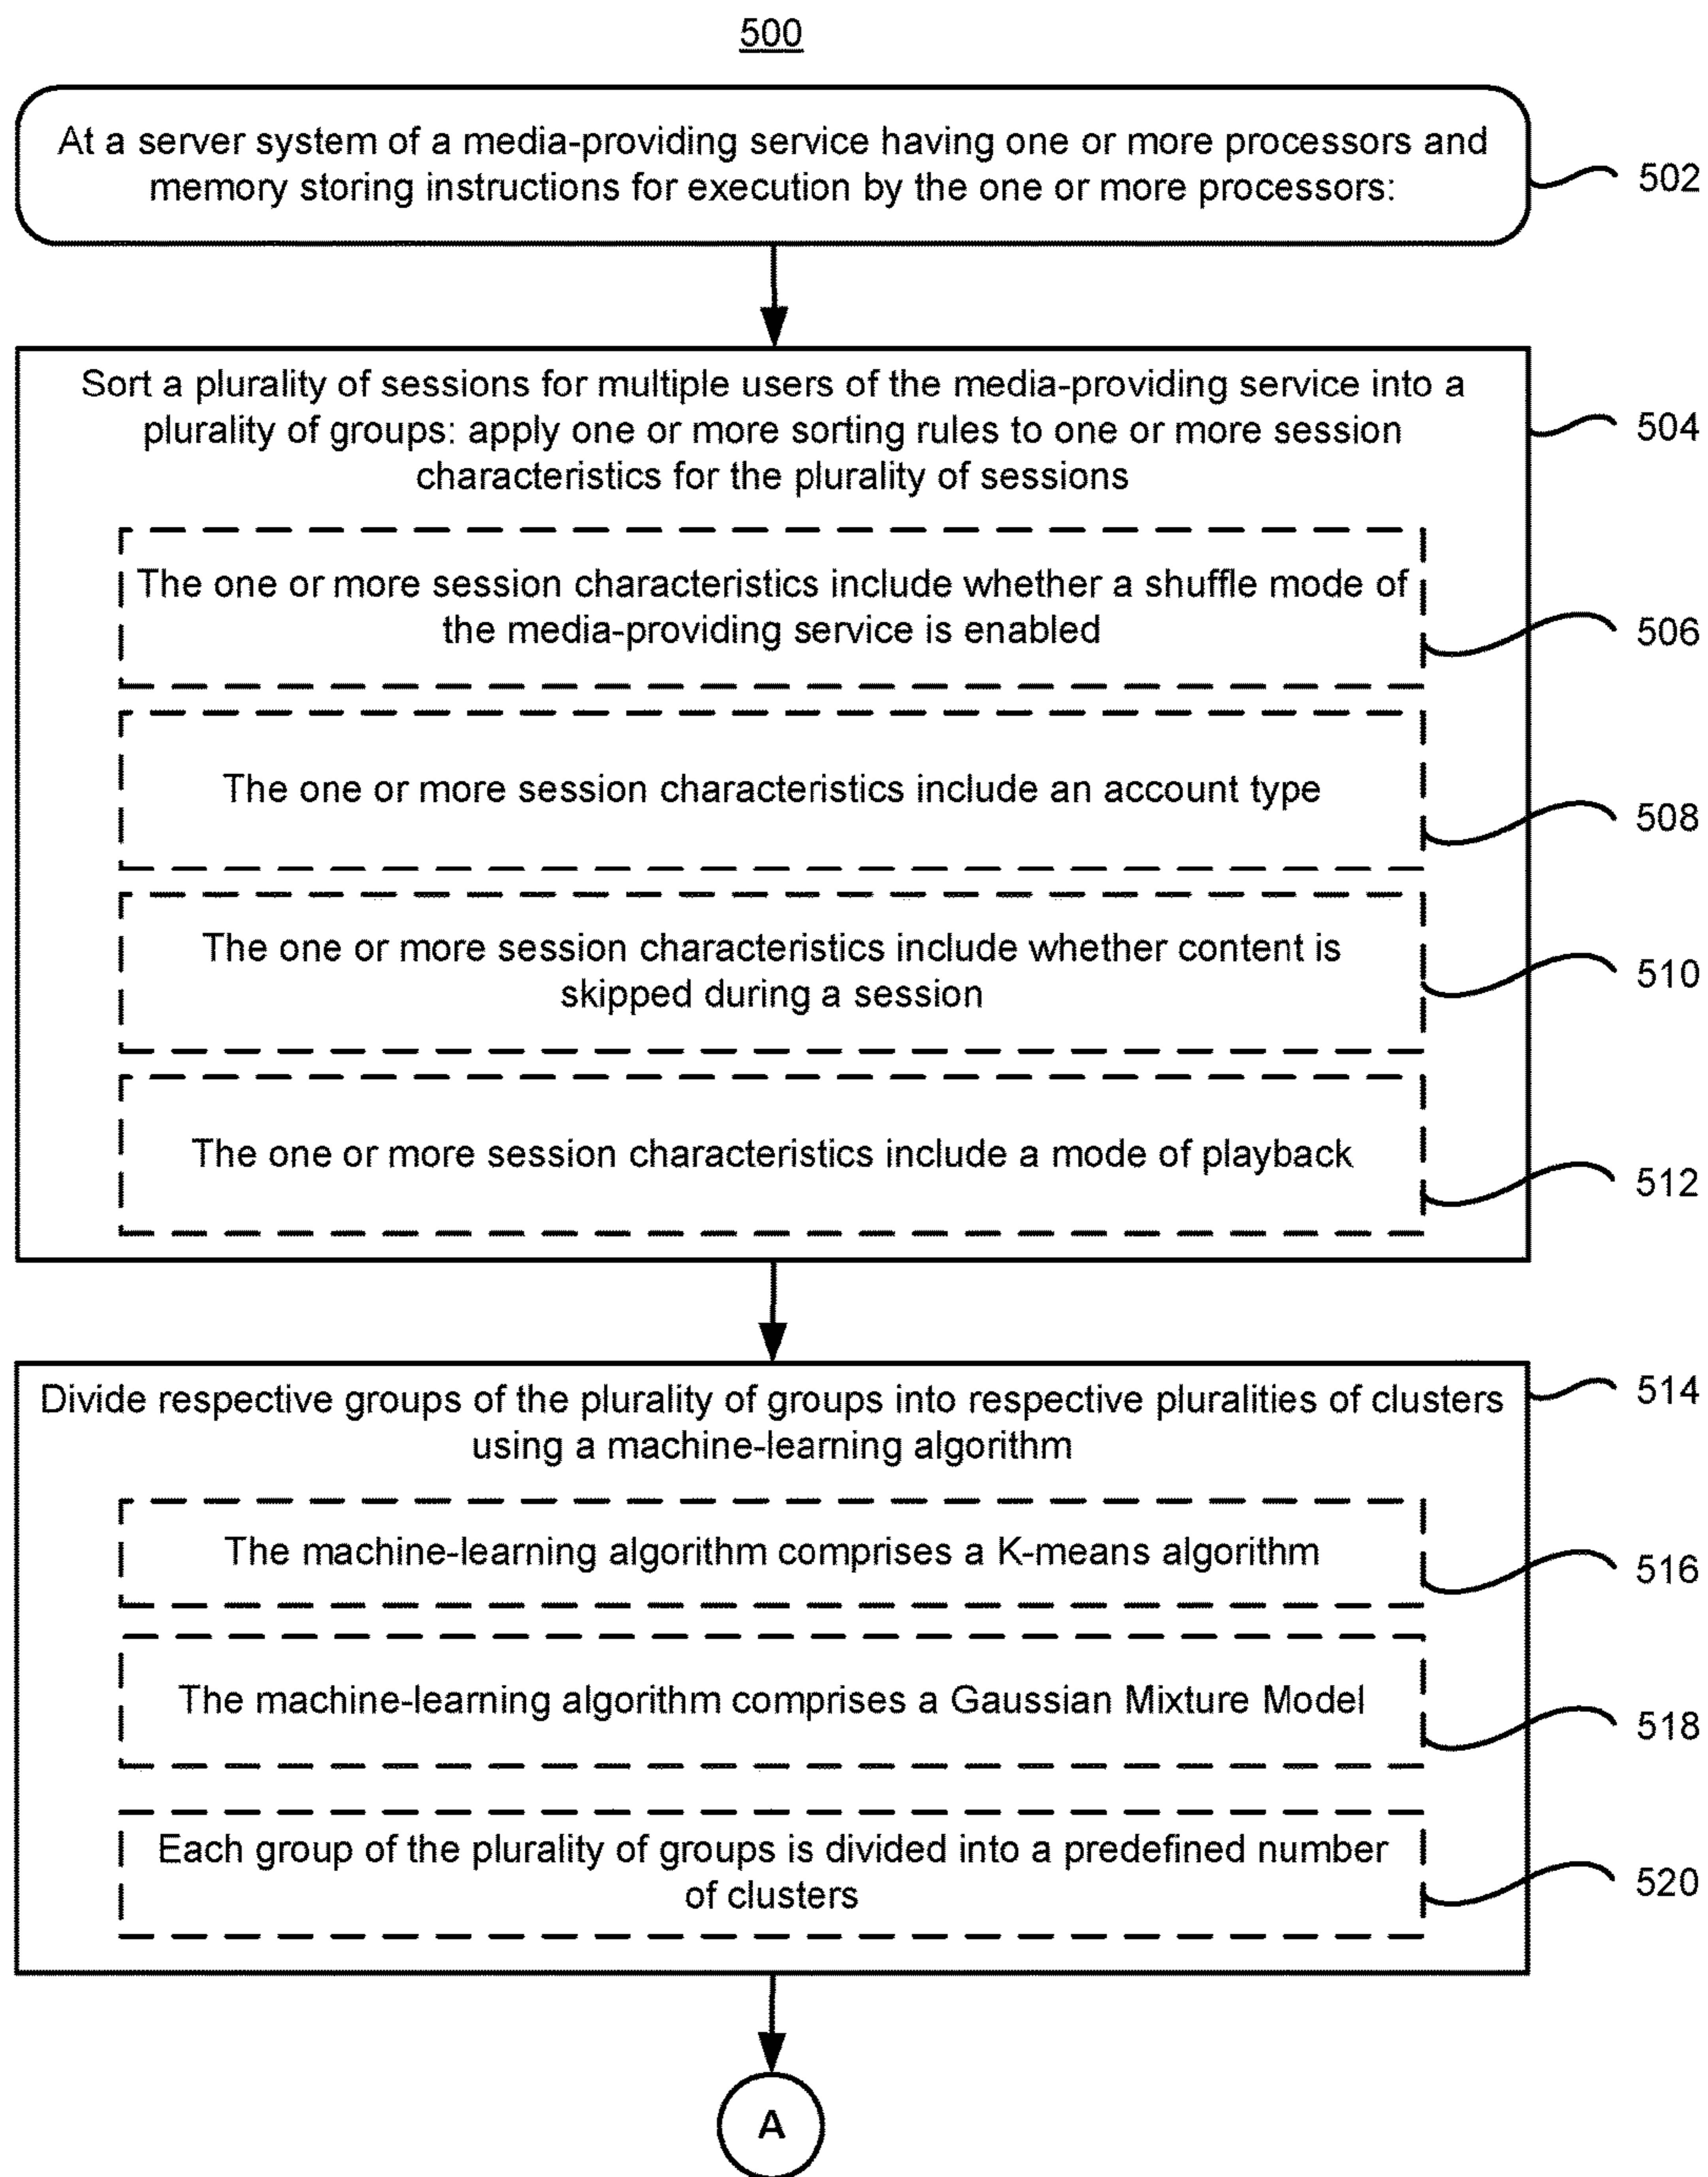 500
At a server system of a media-providing service having one or more processors and
memory storing instructions for execution by the one or more processors:
502
Sort a plurality of sessions for multiple users of the media-providing service into a
plurality of groups: apply one or more sorting rules to one or more session
characteristics for the plurality of sessions
504
The one or more session characteristics include whether a shuffle mode of
the media-providing service is enabled
506
The one or more session characteristics include an account type
508
The one or more session characteristics include whether content is
skipped during a session
510
The one or more session characteristics include a mode of playback
512
Divide respective groups of the plurality of groups into respective pluralities of clusters
using a machine-learning algorithm
514
The machine-learning algorithm comprises a K-means algorithm
516
The machine-learning algorithm comprises a Gaussian Mixture Model
518
Each group of the plurality of groups is divided into a predefined number
of clusters
520
A